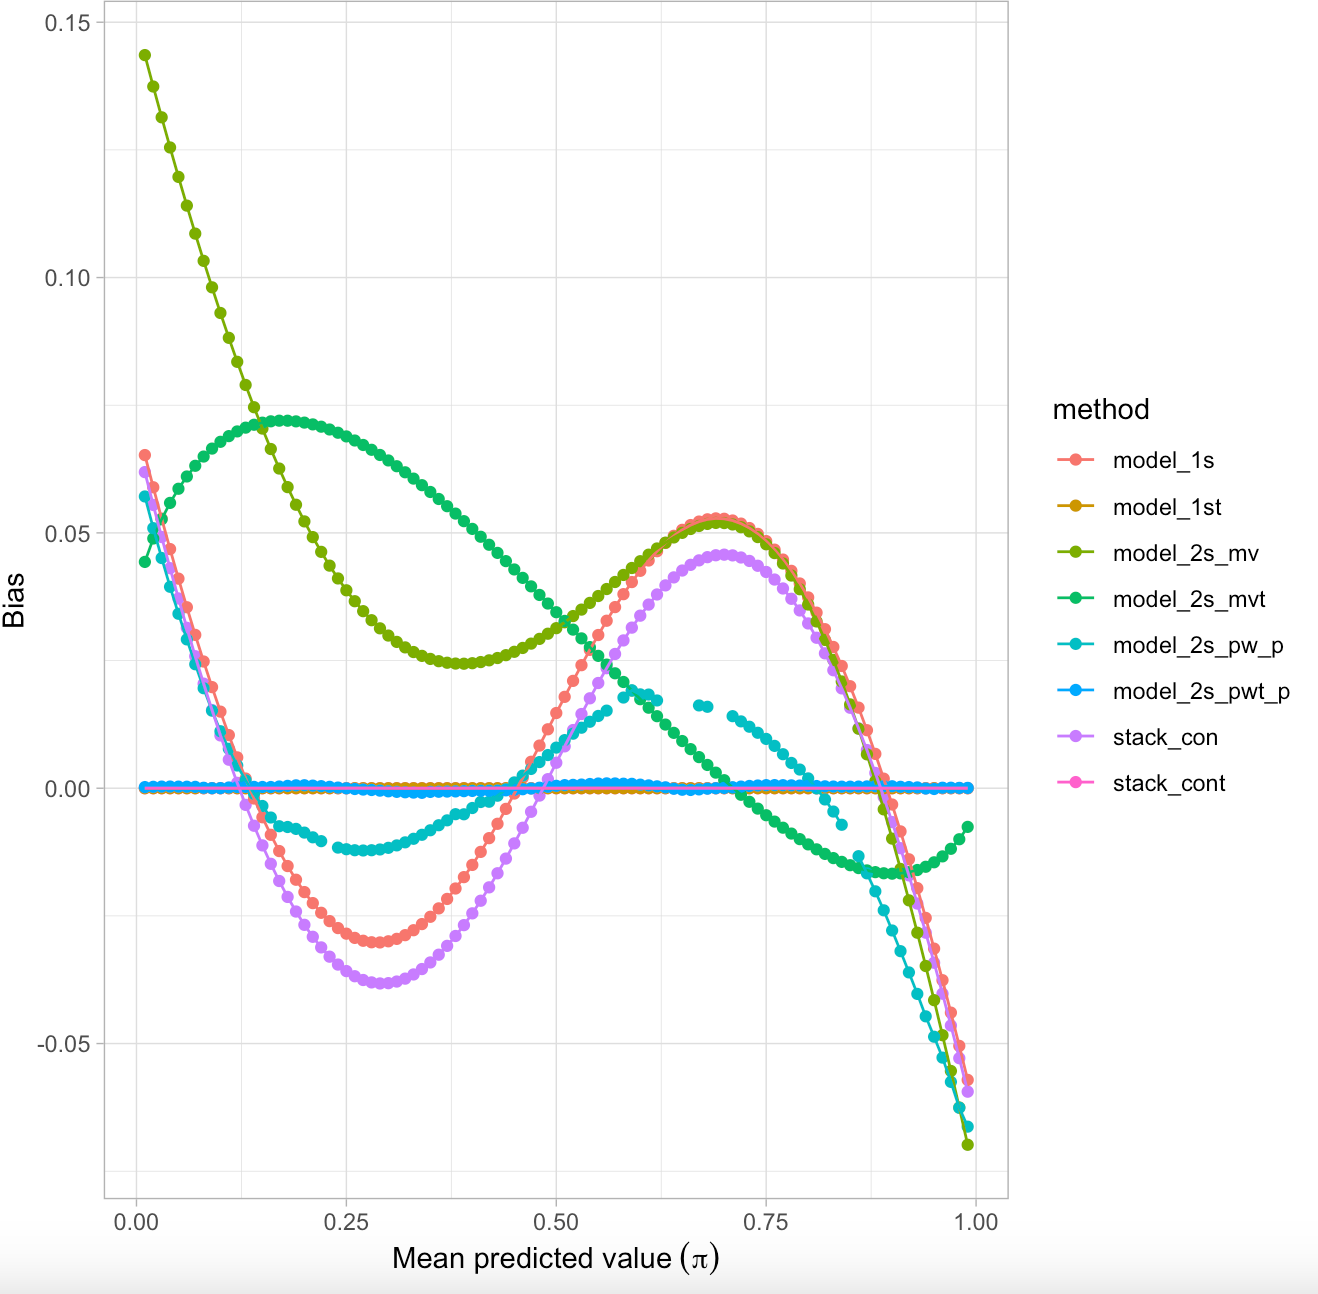 0.15
0.10
0.05
0.00
-0.05
Bias
0.00 0.25 0.50 0.75 1.00
Mean predicted value (π)
method
model_1s
model_1st
model_2s_mv
model_2s_mvt
model_2s_pw_p
model_2s_pwt_p
stack_con
stack_cont